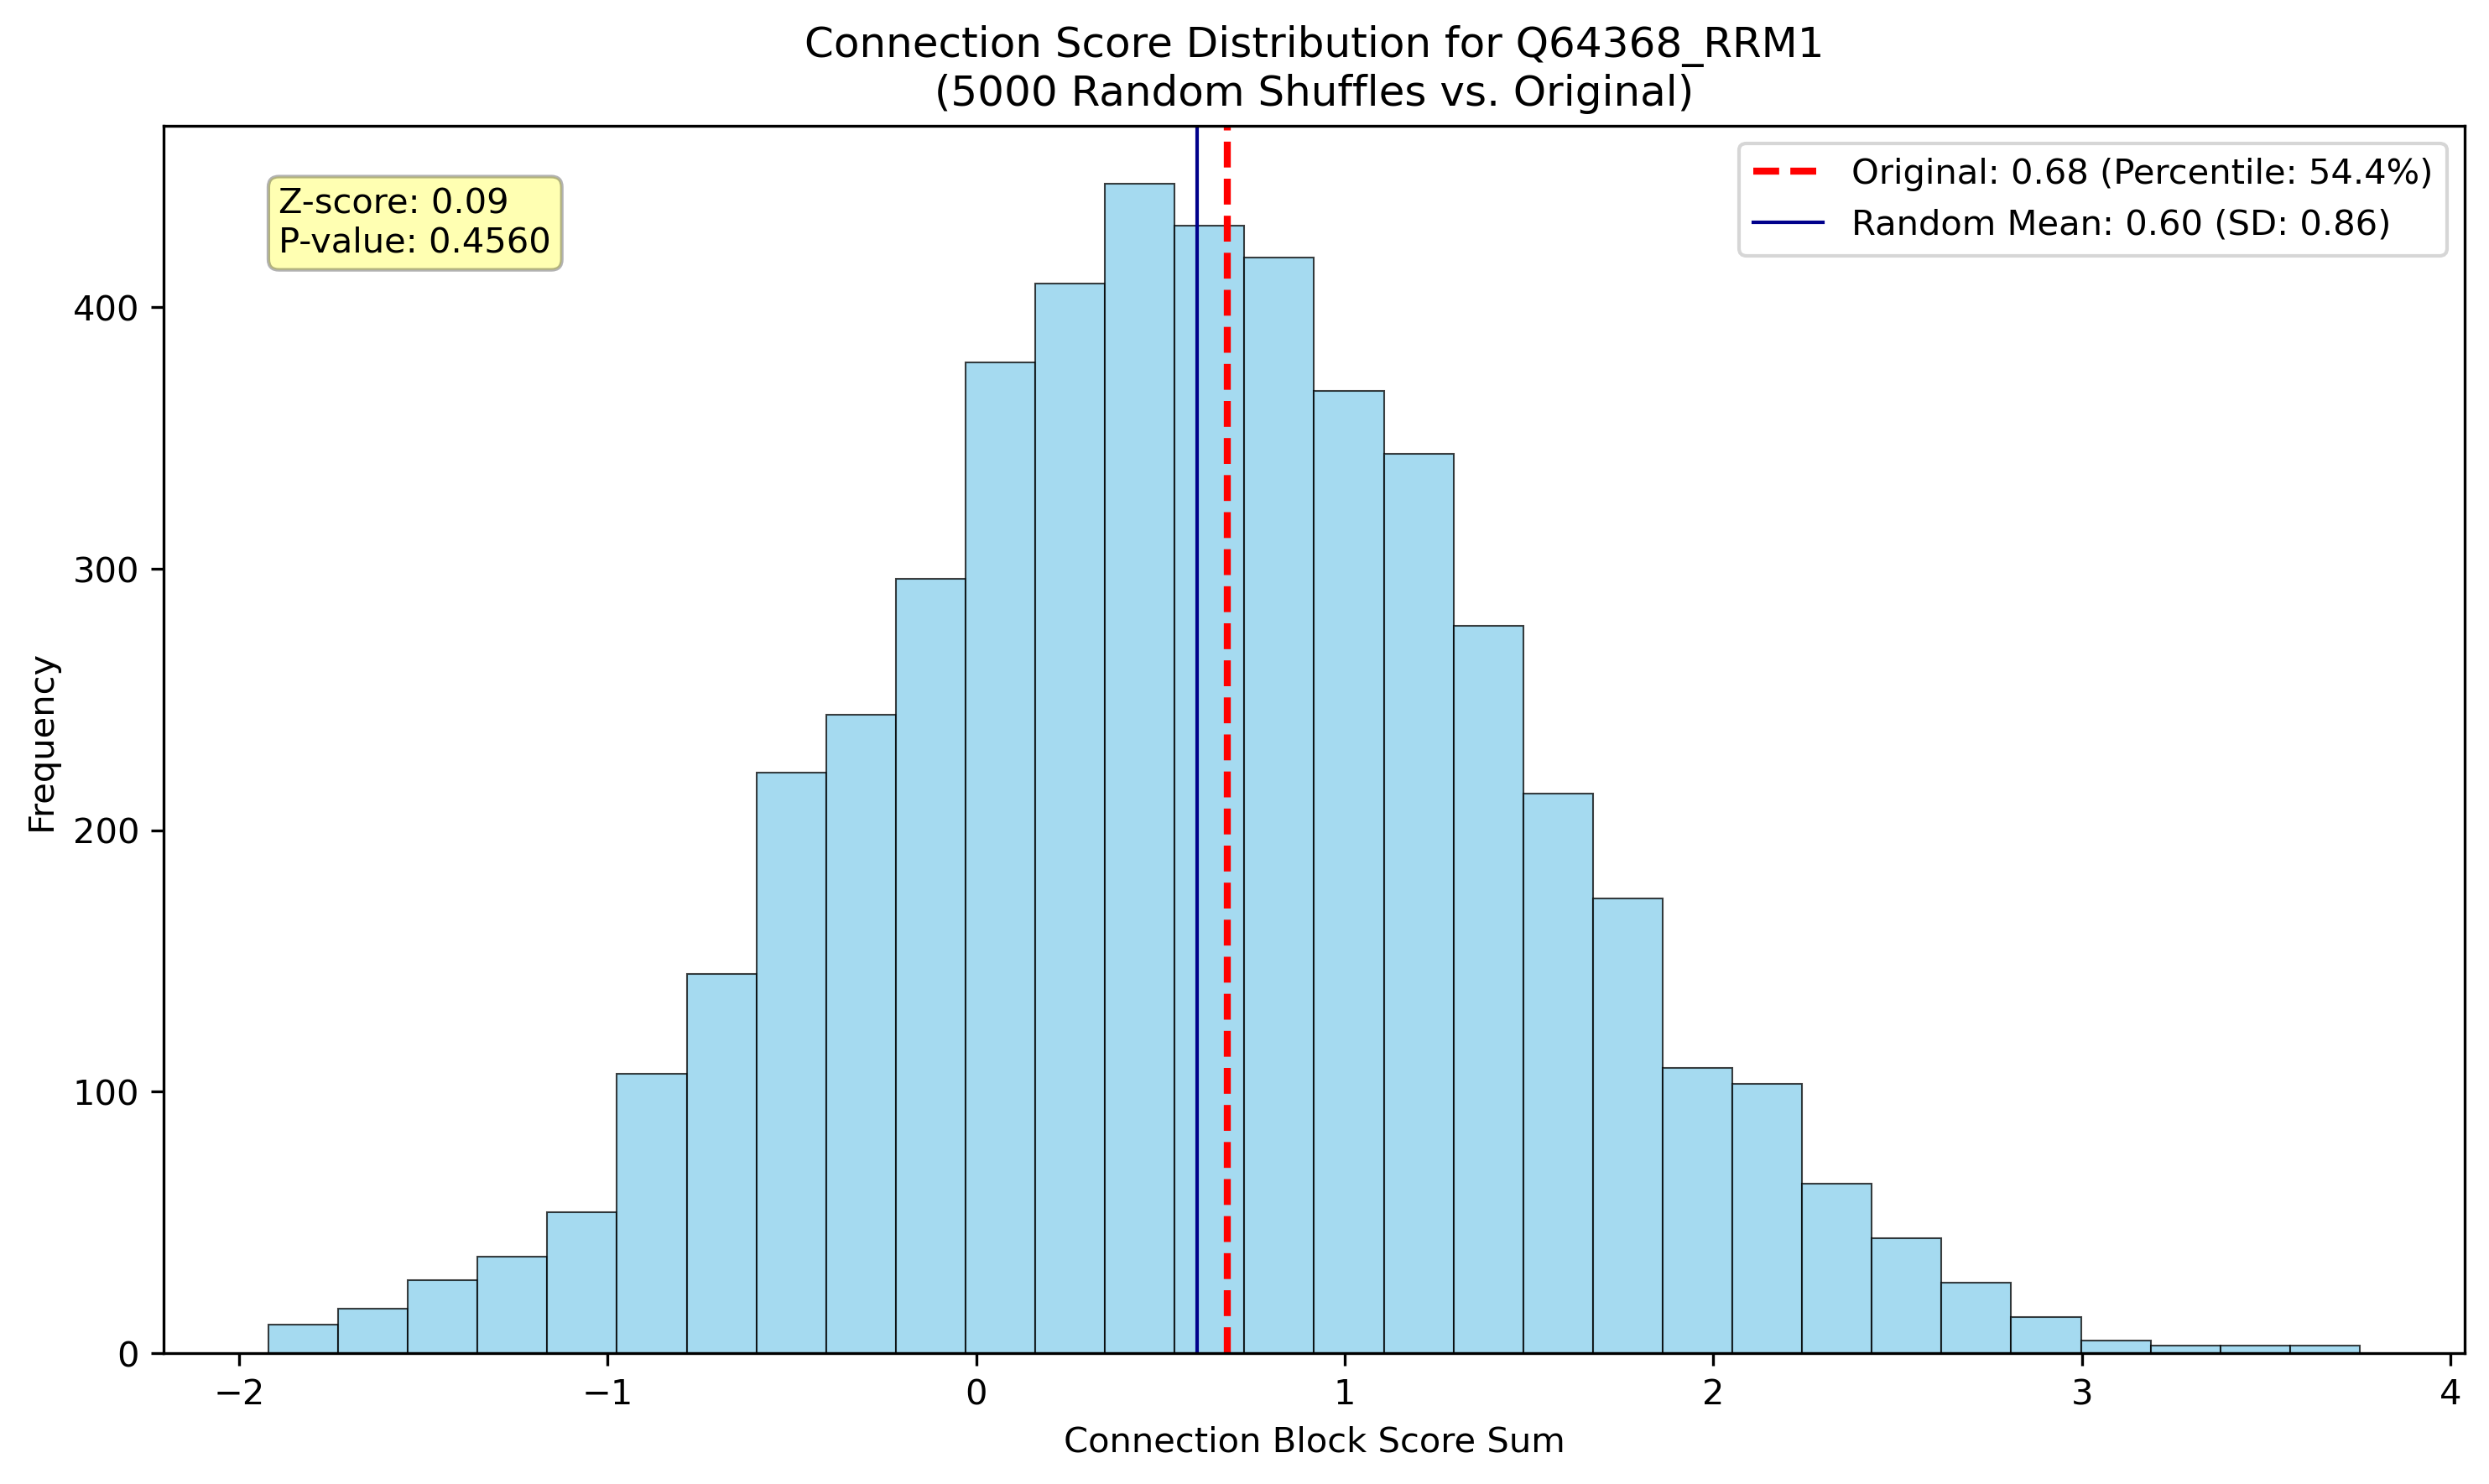 Connection Score Distribution for Q64368_RRM1
(5000 Random Shuffles vs. Original)
Z-score: 0.09
P-value: 0.4560
Original: 0.68 (Percentile: 54.4%)
Random Mean: 0.60 (SD: 0.86)
Frequency
400
300
200
100
0
−2
−1
0
1
2
3
4
Connection Block Score Sum